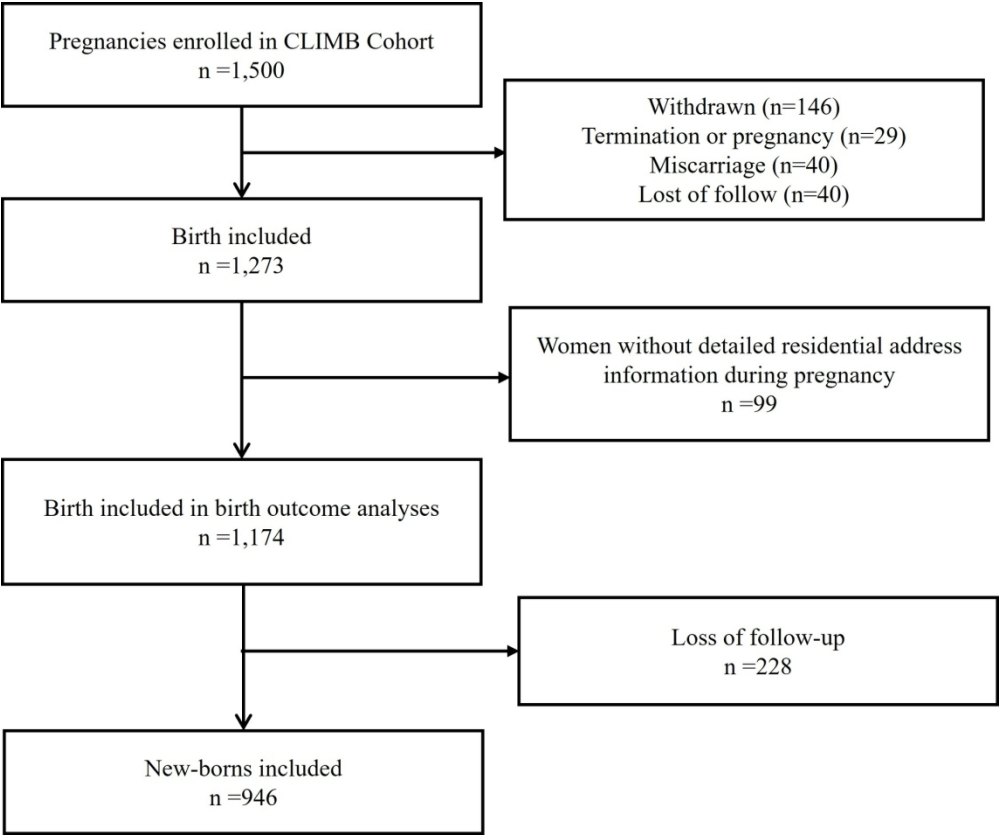 Pregnancies enrolled in CLIMB Cohort
n =1,500
Withdrawn (n=146)
Termination or pregnancy (n=29)
Miscarriage (n=40)
Lost of follow (n=40)
Birth included
n =1,273
Women without detailed residential address
information during pregnancy
n =99
Birth included in birth outcome analyses
n =1,174
Loss of follow-up
n =228
New-borns included
n =946